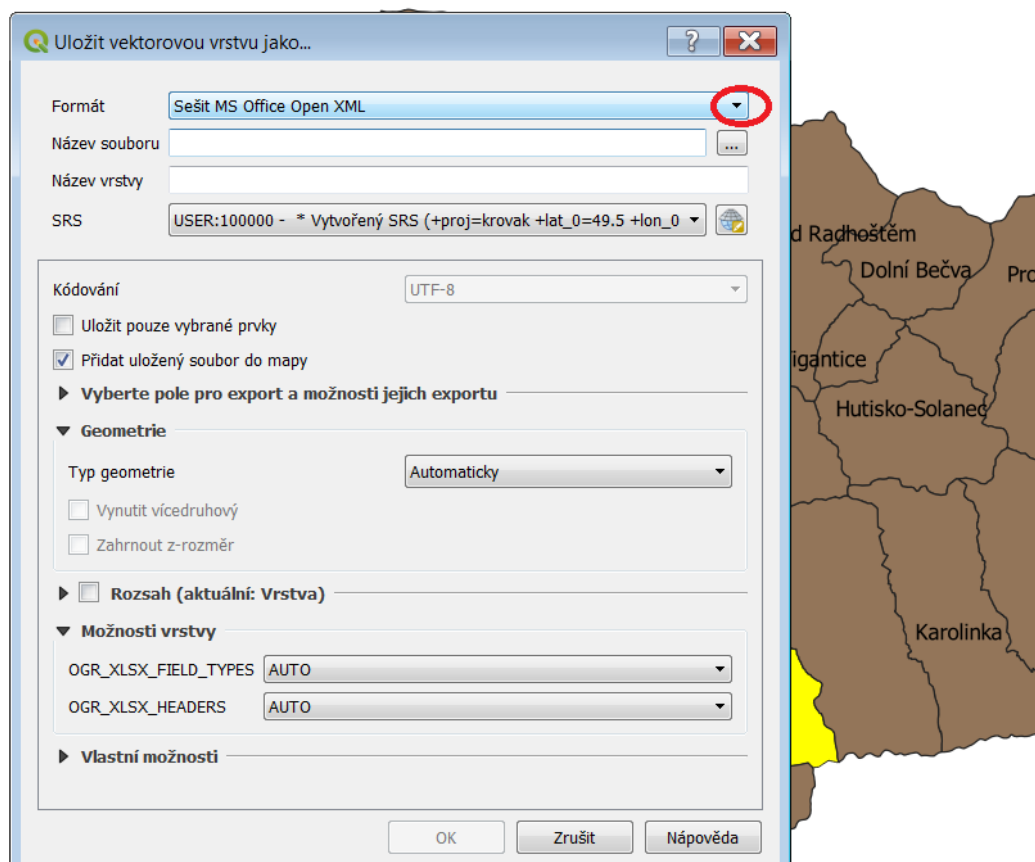 Uložit vektorovou vrstvu jako...
Formát
Sešit MS Office Open XML
Název souboru
...
Název vrstvy
SRS
USER:100000 - * Vytvořený SRS (+proj=krovak +lat_0=49.5 +lon_0
Kódování
UTF-8
Uložit pouze vybrané prvky
Přidat uložený soubor do mapy
Vyberte pole pro export a možnosti jejich exportu
Geometrie
Typ geometrie
Automaticky
Vynutit vícedruhový
Zahrnout z-rozměr
Rozsah (aktuální: Vrstva)
Možnosti vrstvy
OGR_XLSX_FIELD_TYPES
AUTO
OGR_XLSX_HEADERS
AUTO
Vlastní možnosti
OK
Zrušit
Nápověda
d Radhoštěm
Dolní Bečva
Pro
igantice
Hutisko-Solanec
Karolinka